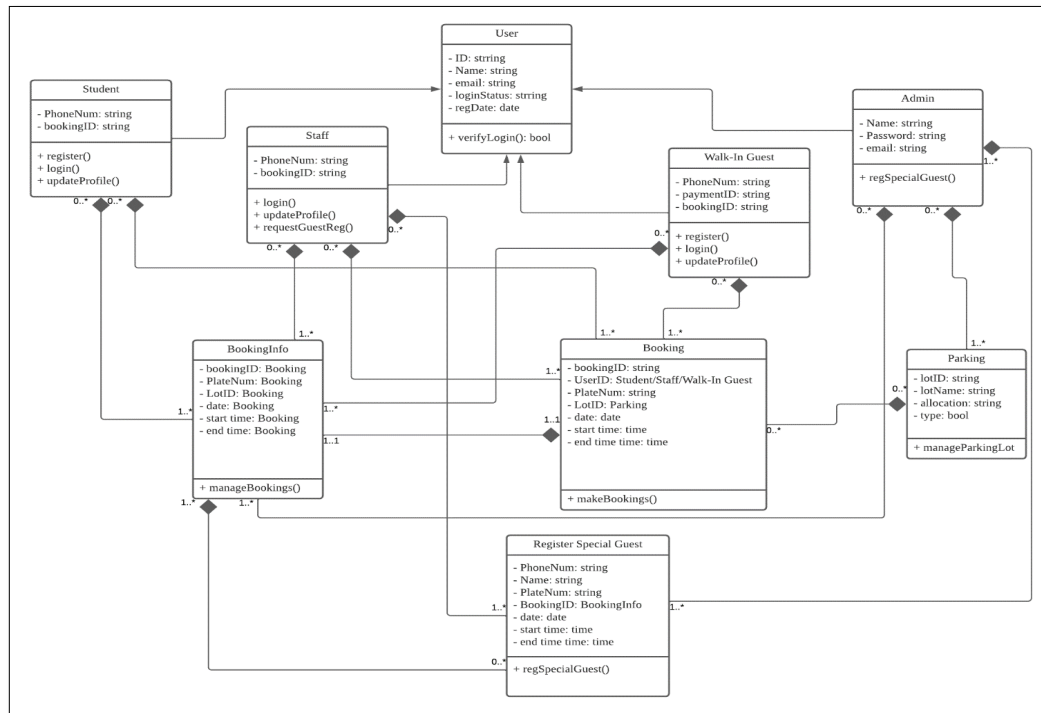 User
- ID: strring
- Name: string
- email: string
- loginStatus: strring
- regDate: date
+ verifyLogin(): bool
Student
- PhoneNum: string
- bookingID: string
+ register()
+ login()
+ updateProfile()
0..*
0..*
Staff
- PhoneNum: string
- bookingID: string
+ login()
+ updateProfile()
+ requestGuestReg()
0..*
0..*
0..*
Walk-In Guest
- PhoneNum: string
- paymentID: string
- bookingID: string
+ register()
+ login()
+ updateProfile()
0..*
0..*
Admin
- Name: strring
- Password: string
- email: string
+ regSpecialGuest()
1..*
0..*
0..*
BookingInfo
- bookingID: Booking
- PlateNum: Booking
- LotID: Booking
- date: Booking
- start time: Booking
- end time: Booking
+ manageBookings()
1..*
1..*
1..*
1..1
1..*
1..*
Booking
- bookingID: string
- UserID: Student/Staff/Walk-In Guest
- PlateNum: string
- LotID: Parking
- date: date
- start time: time
- end time time: time
+ makeBookings()
1..*
1..*
1..*
1..1
0..*
Parking
- lotID: string
- lotName: string
- allocation: string
- type: bool
+ manageParkingLot
1..*
0..*
Register Special Guest
- PhoneNum: string
- Name: string
- PlateNum: string
- BookingID: BookingInfo
- date: date
- start time: time
- end time time: time
+ regSpecialGuest()
1..*
1..*
0..*